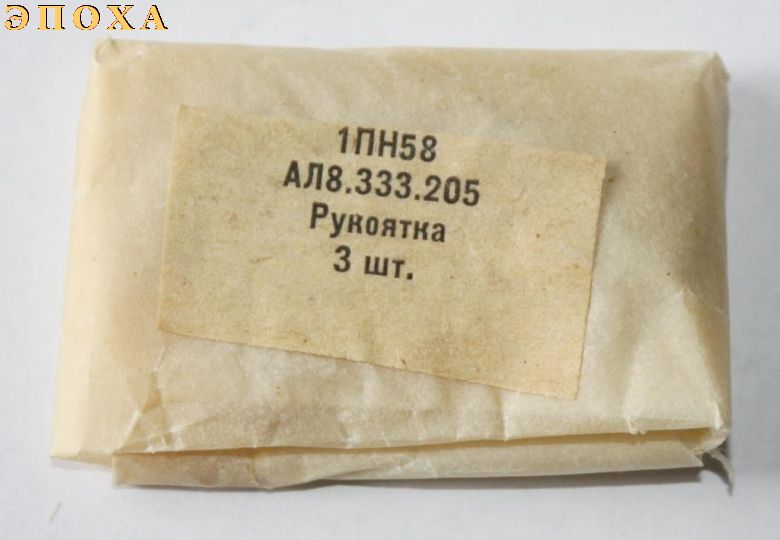 ЭПОХА
1ПН58
АЛ8.333.205
Рукоятка
3 шт.